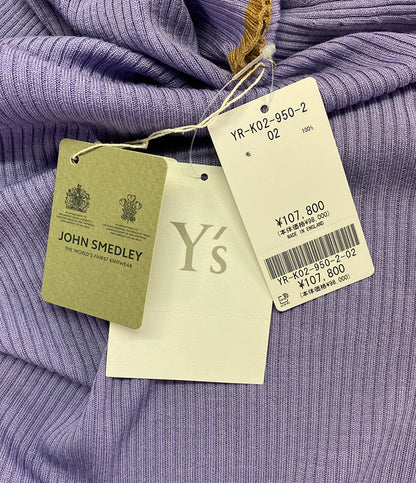 JOHN SMEDLEY
THE WORLD'S FINEST KNITWEAR
Y's
YR-K02-950-2
02
毛 100%
¥107,800
(本体価格¥98,000)
MADE IN ENGLAND
YR-K02-950-2-02
¥107,800
(本体価格¥98,000)